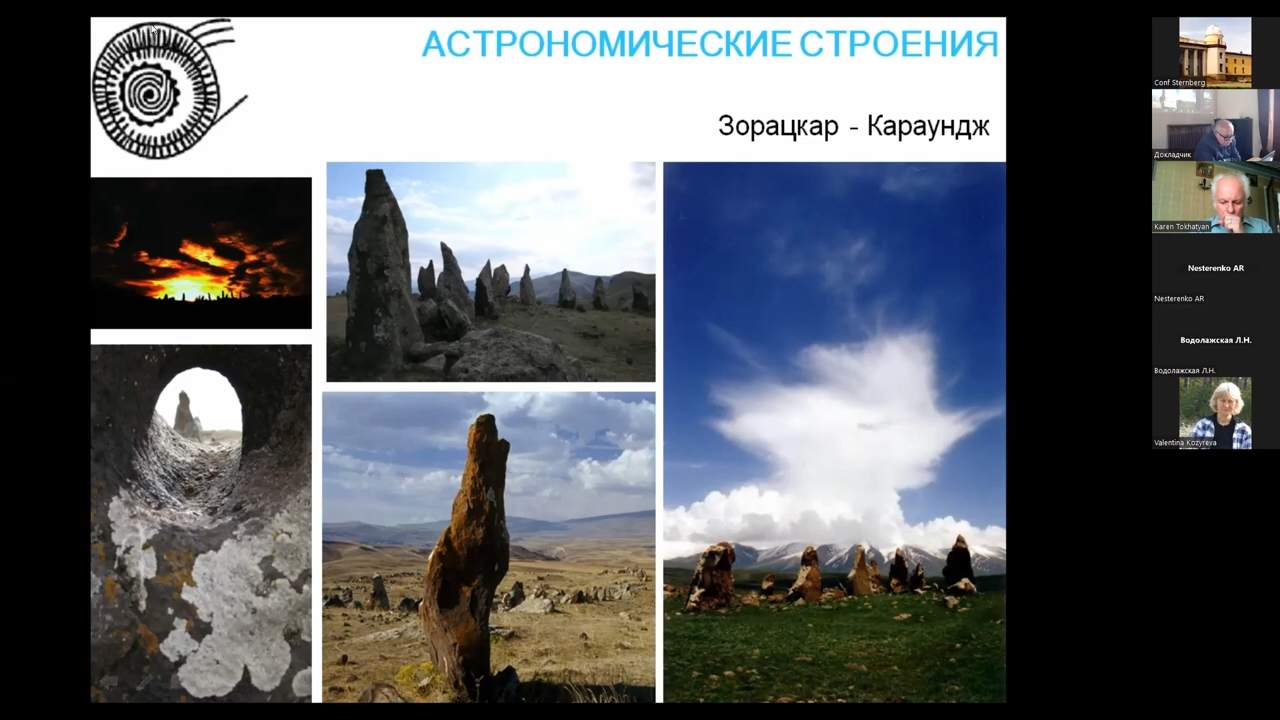 АСТРОНОМИЧЕСКИЕ СТРОЕНИЯ
Зорацкар - Караундж
Conf Sternberg
Докладчик
Karen Tokhatyan
Nesterenko AR
Nesterenko AR
Водолажская Л.Н.
Водолажская Л.Н.
Valentina Kozyreva